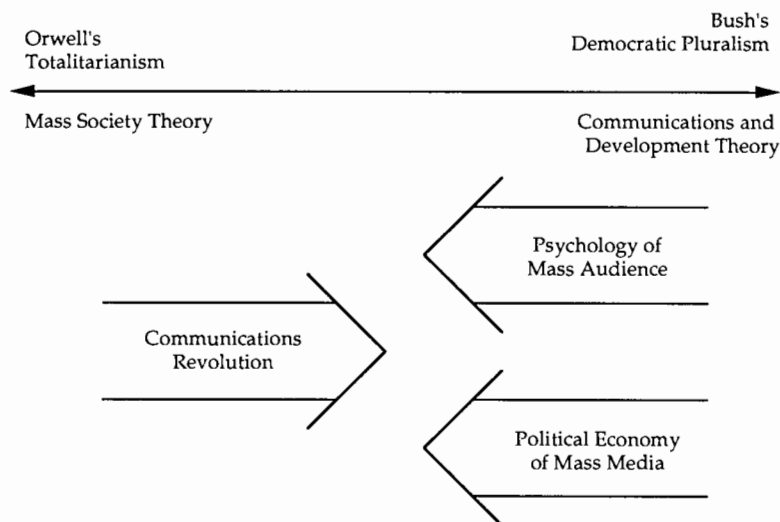 Orwell's
Totalitarianism
Bush's
Democratic Pluralism
Mass Society Theory
Communications and
Development Theory
Psychology of
Mass Audience
Communications
Revolution
Political Economy
of Mass Media